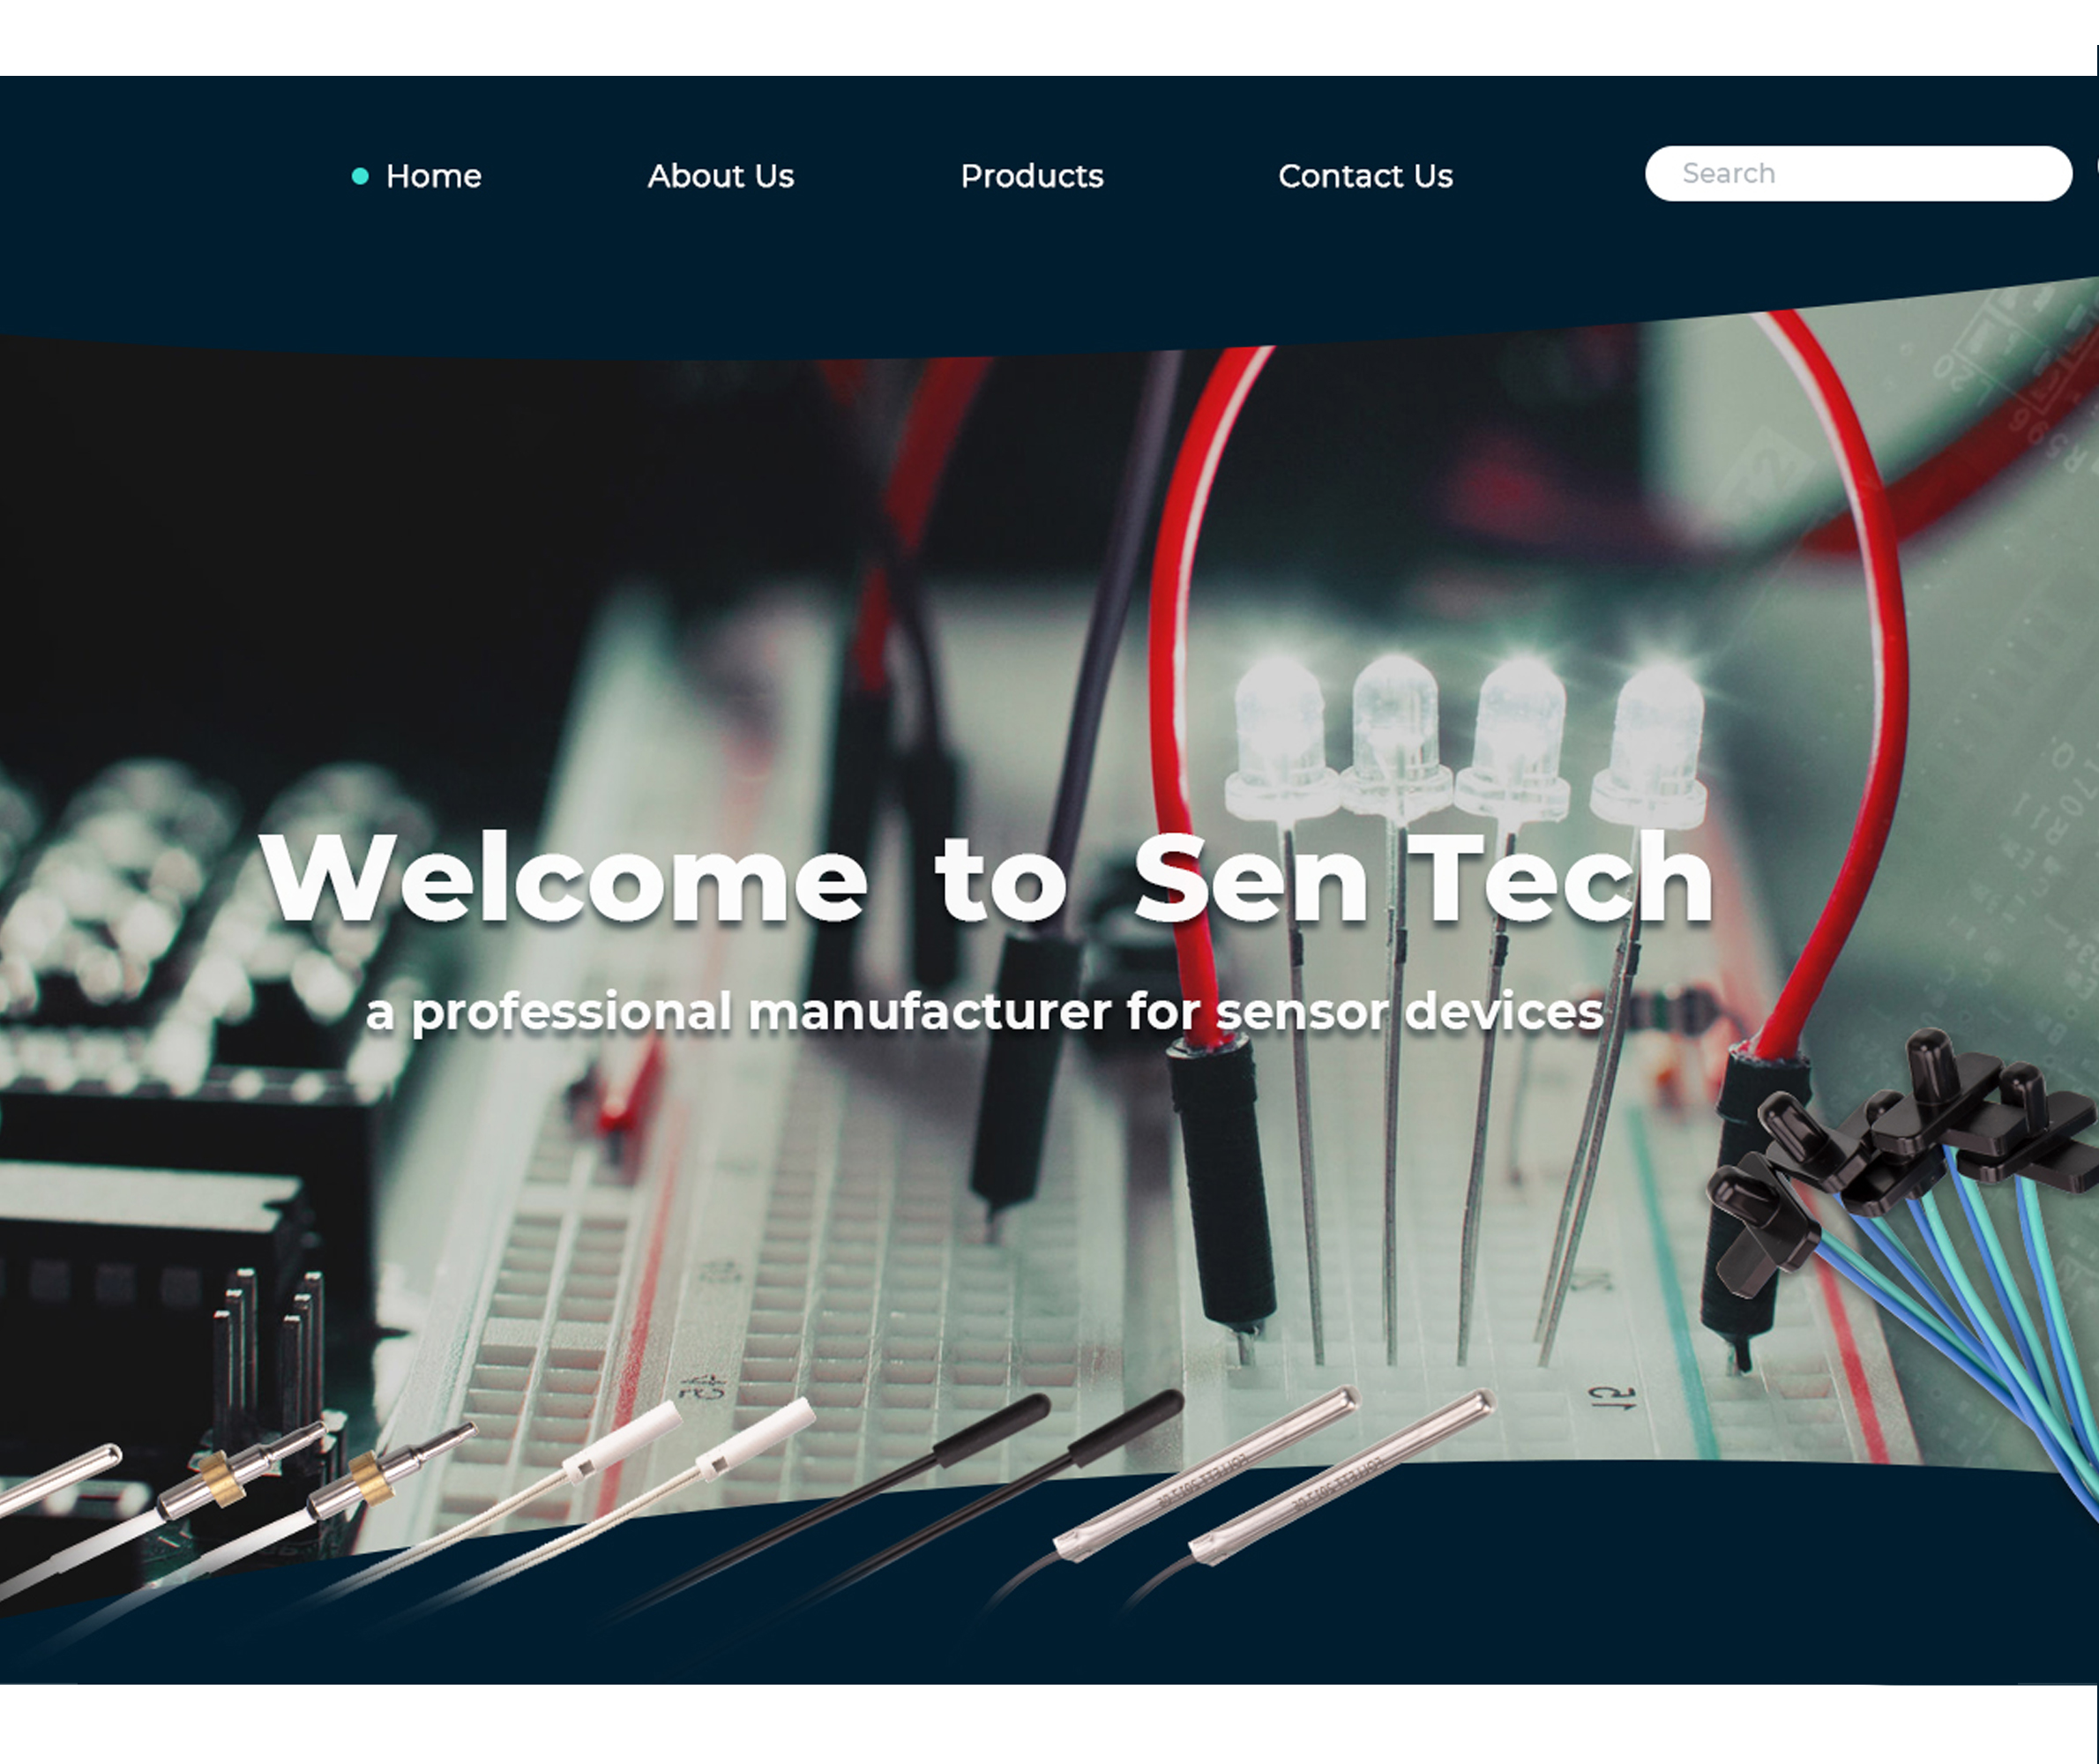 Home
About Us
Products
Contact Us
Search
Welcome to Sen Tech
a professional manufacturer for sensor devices